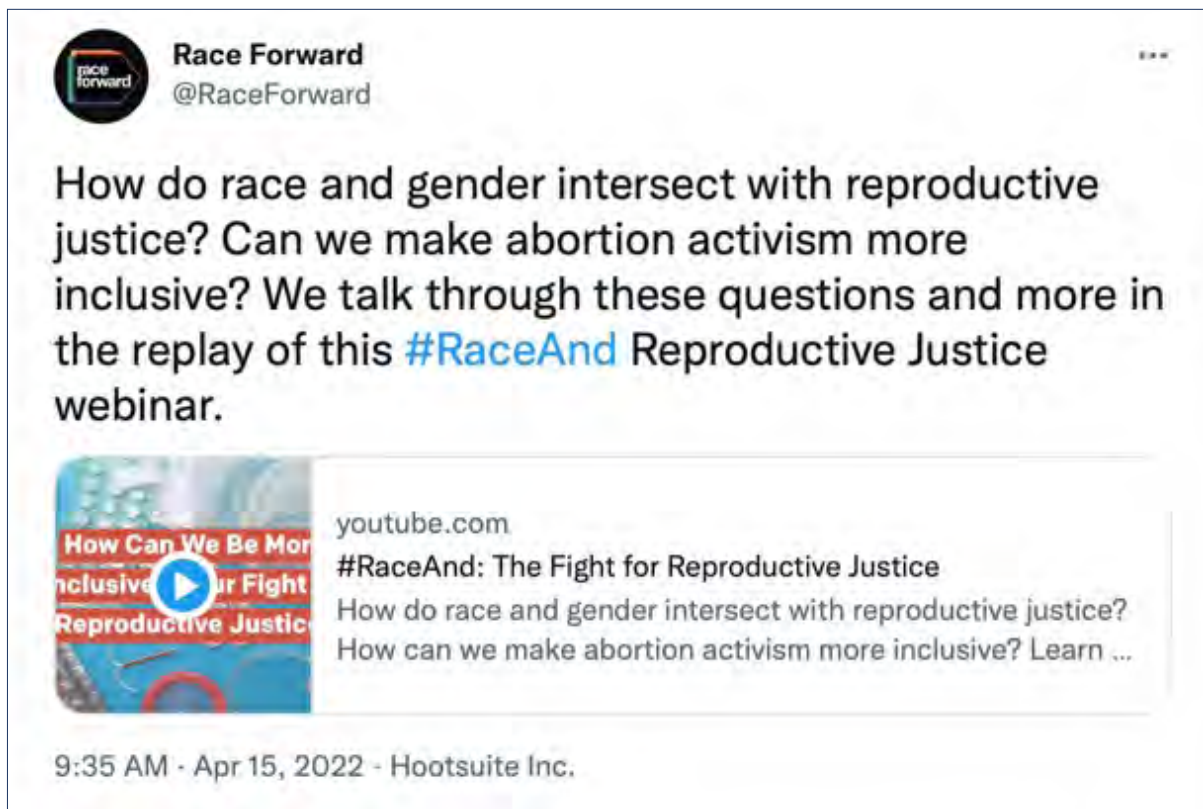 race
forward
Race Forward
@RaceForward
How do race and gender intersect with reproductive
justice? Can we make abortion activism more
inclusive? We talk through these questions and more in
the replay of this #RaceAnd Reproductive Justice
webinar.
How Can We Be Mor
nclusive ur Fight
Reproductive Justic
youtube.com
#RaceAnd: The Fight for Reproductive Justice
How do race and gender intersect with reproductive justice?
How can we make abortion activism more inclusive? Learn ...
9:35 AM · Apr 15, 2022 · Hootsuite Inc.